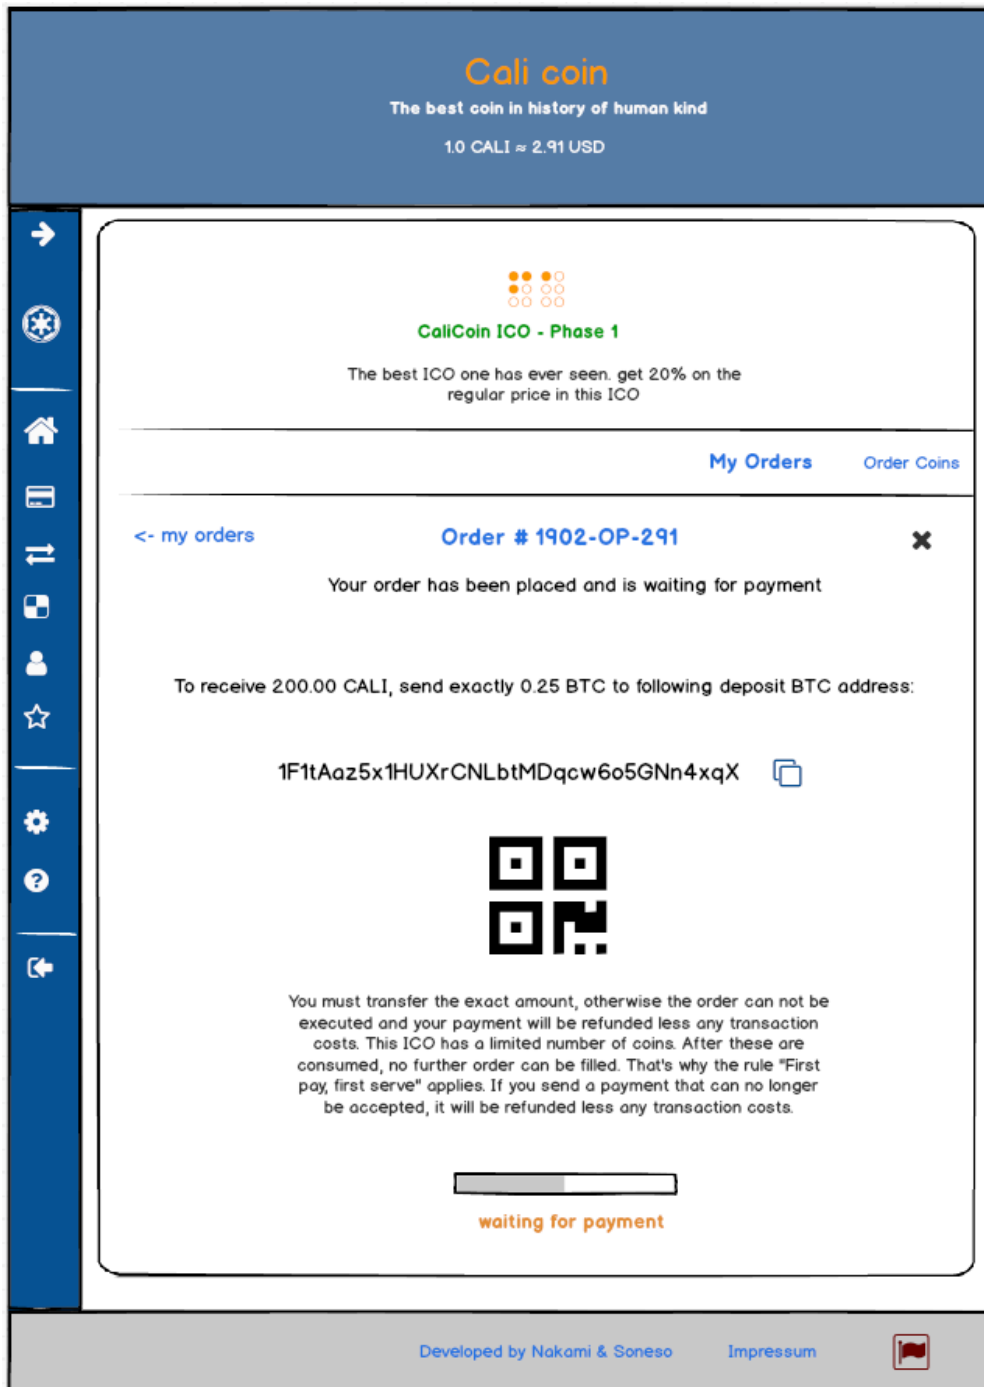 Cali coin
The best coin in history of human kind
1.0 CALI ≈ 2.91 USD
CaliCoin ICO - Phase 1
The best ICO one has ever seen. get 20% on the
regular price in this ICO
My Orders
Order Coins
<- my orders
Order # 1902-OP-291
Your order has been placed and is waiting for payment
To receive 200.00 CALI, send exactly 0.25 BTC to following deposit BTC address:
1F1tAaz5x1HUXrCNLbtMDqcw6o5GNn4xqX
You must transfer the exact amount, otherwise the order can not be
executed and your payment will be refunded less any transaction
costs. This ICO has a limited number of coins. After these are
consumed, no further order can be filled. That's why the rule "First
pay, first serve" applies. If you send a payment that can no longer
be accepted, it will be refunded less any transaction costs.
waiting for payment
Developed by Nakami & Soneso
Impressum